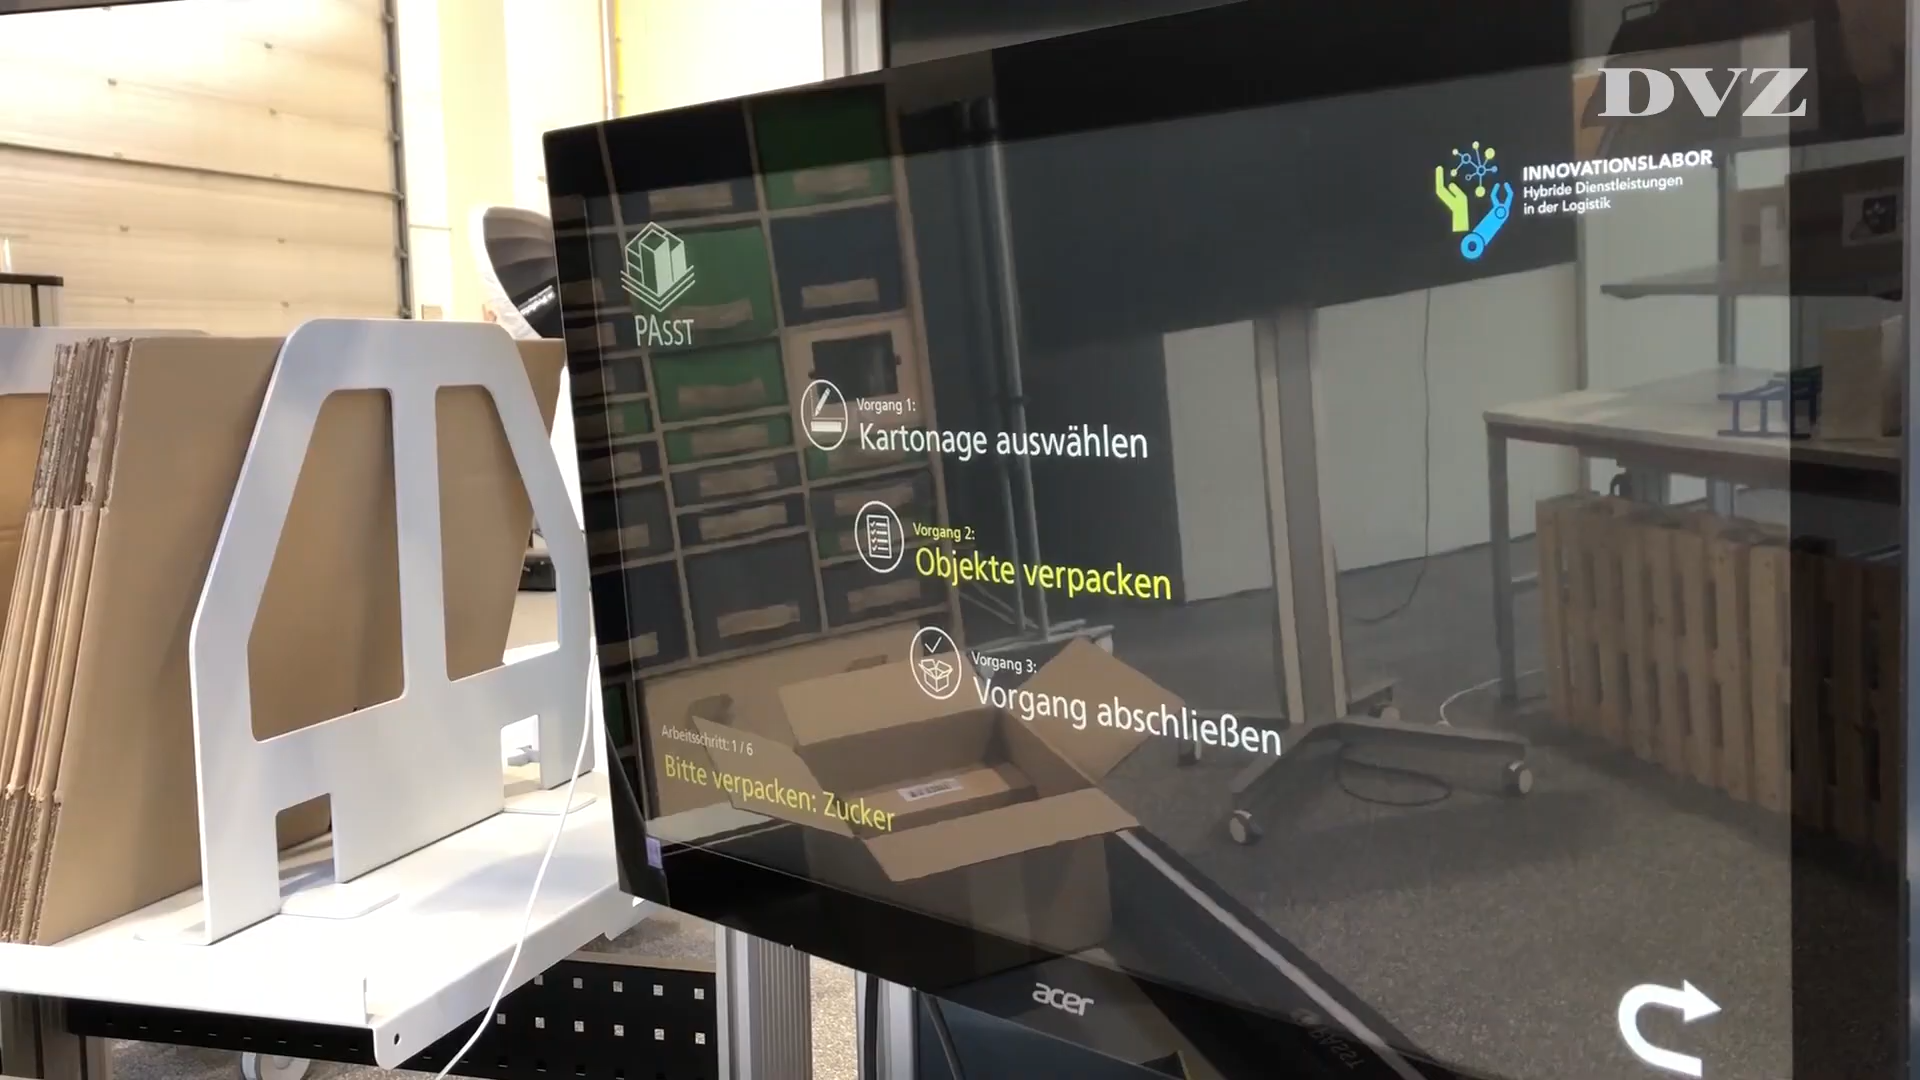 DVZ
INNOVATIONSLABOR
Hybride Dienstleistungen
in der Logistik
PASST
Vorgang 1:
Kartonage auswählen
Vorgang 2:
Objekte verpacken
Vorgang 3:
Vorgang abschließen
Arbeitsschritt: 1 / 6
Bitte verpacken: Zucker
acer